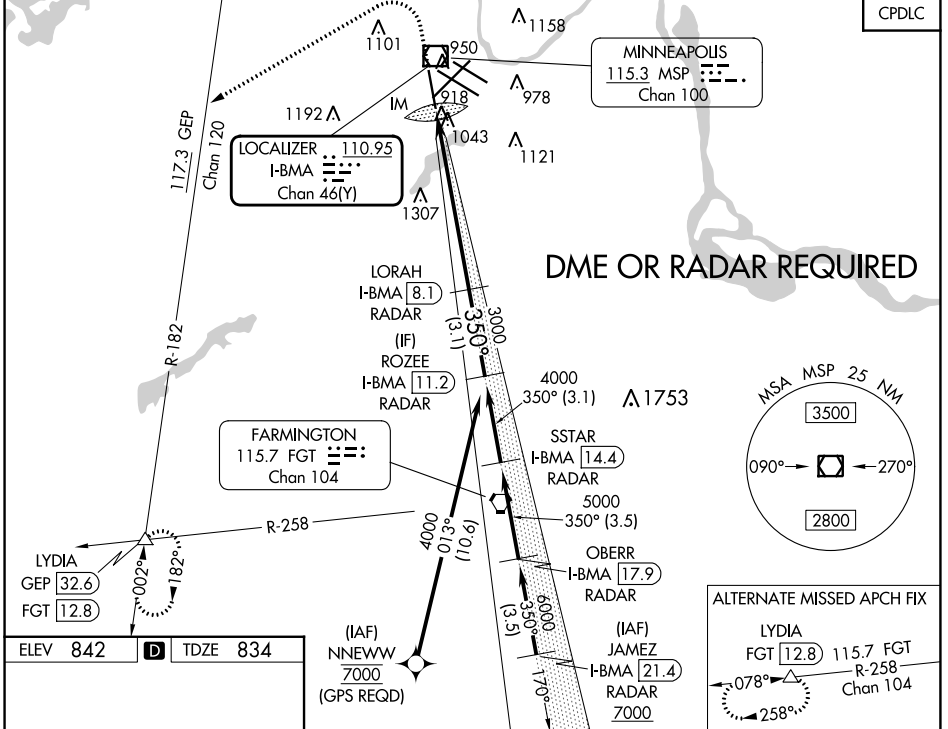 CPDLC
1101
1158
950
MINNEAPOLIS
115.3 MSP
Chan 100
978
918
IM
1192
1043
1121
LOCALIZER 110.95
I-BMA
Chan 46(Y)
1307
117.3 GEP
Chan 120
DME OR RADAR REQUIRED
LORAH
I-BMA 8.1
RADAR
350°
(3.1)
3000
(IF)
ROZEE
I-BMA 11.2
RADAR
R-182
4000
350° (3.1)
1753
MSA MSP 25 NM
3500
090°
270°
2800
FARMINGTON
115.7 FGT
Chan 104
SSTAR
I-BMA 14.4
RADAR
5000
350° (3.5)
R-258
4000
013°
(10.6)
OBERR
I-BMA 17.9
RADAR
LYDIA
GEP 32.6
FGT 12.8
002°
182°
6000
350°
(3.5)
170°
(IAF)
JAMEZ
I-BMA 21.4
RADAR
7000
(IAF)
NNEWW
7000
(GPS REQD)
ALTERNATE MISSED APCH FIX
LYDIA
FGT 12.8 115.7 FGT
R-258
Chan 104
078°
258°
ELEV 842 D TDZE 834